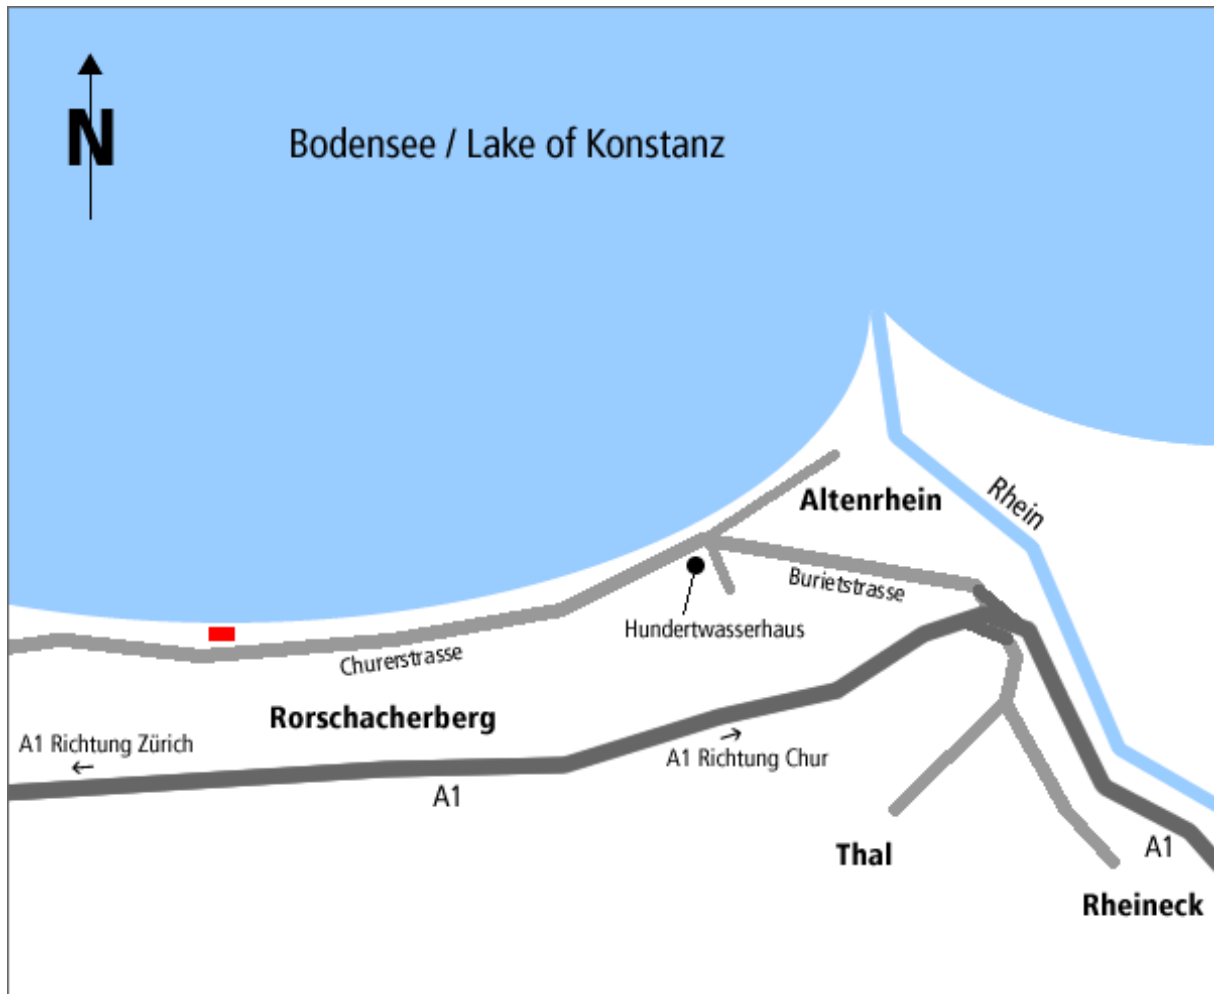 N
Bodensee / Lake of Konstanz
Rhein
Altenrhein
Burietstrasse
Hundertwasserhaus
Churerstrasse
Rorschacherberg
A1 Richtung Zürich
←
→
A1 Richtung Chur
A1
Thal
A1
Rheineck